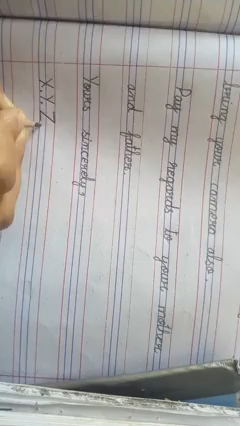 bring your camera also.
Pay my regards to your mother
and father.
Yours sincerely,
X.Y.Z